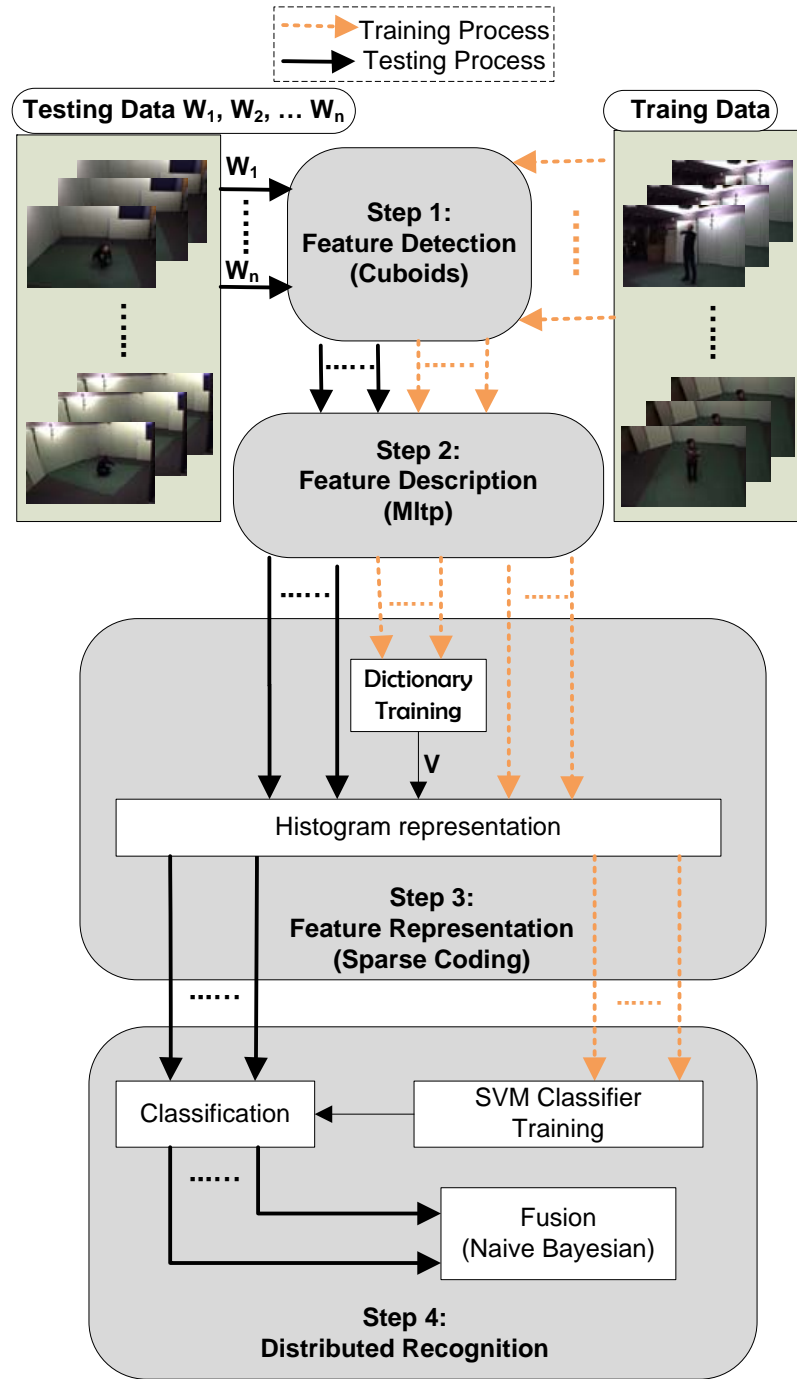 Training Process
Testing Process
Testing Data W1, W2, … Wn
Traing Data
W1
Wn
Step 1:
Feature Detection
(Cuboids)
Step 2:
Feature Description
(Mltp)
Dictionary
Training
V
Histogram representation
Step 3:
Feature Representation
(Sparse Coding)
Classification
SVM Classifier
Training
Fusion
(Naive Bayesian)
Step 4:
Distributed Recognition